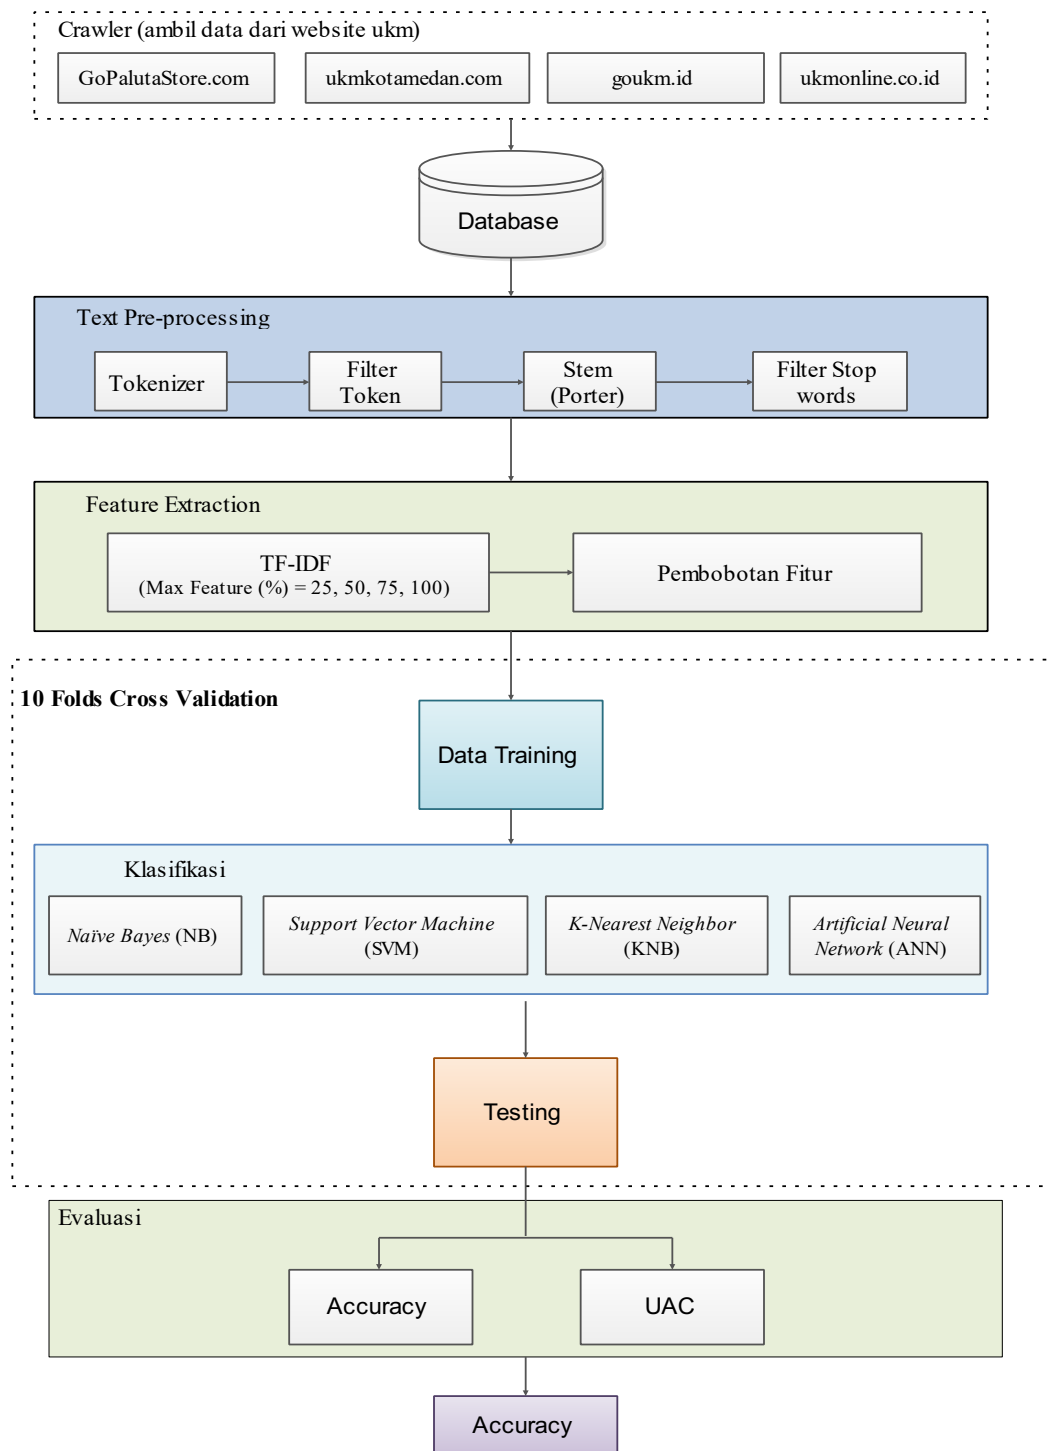 Crawler (ambil data dari website ukm)
GoPalutaStore.com
ukmkotamedan.com
goukm.id
ukmonline.co.id
Database
Text Pre-processing
Tokenizer
Filter
Token
Stem
(Porter)
Filter Stop
words
Feature Extraction
TF-IDF
(Max Feature (%) = 25, 50, 75, 100)
Pembobotan Fitur
10 Folds Cross Validation
Data Training
Klasifikasi
Naïve Bayes (NB)
Support Vector Machine
(SVM)
K-Nearest Neighbor
(KNB)
Artificial Neural
Network (ANN)
Testing
Evaluasi
Accuracy
UAC
Accuracy